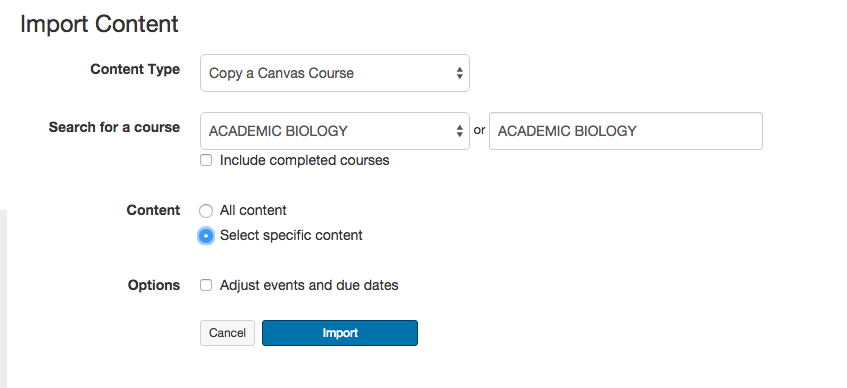 Import Content
Content Type Copy a Canvas Course
Search for a course ACADEMIC BIOLOGY or ACADEMIC BIOLOGY
Include completed courses
Content All content
Select specific content
Options Adjust events and due dates
Cancel Import